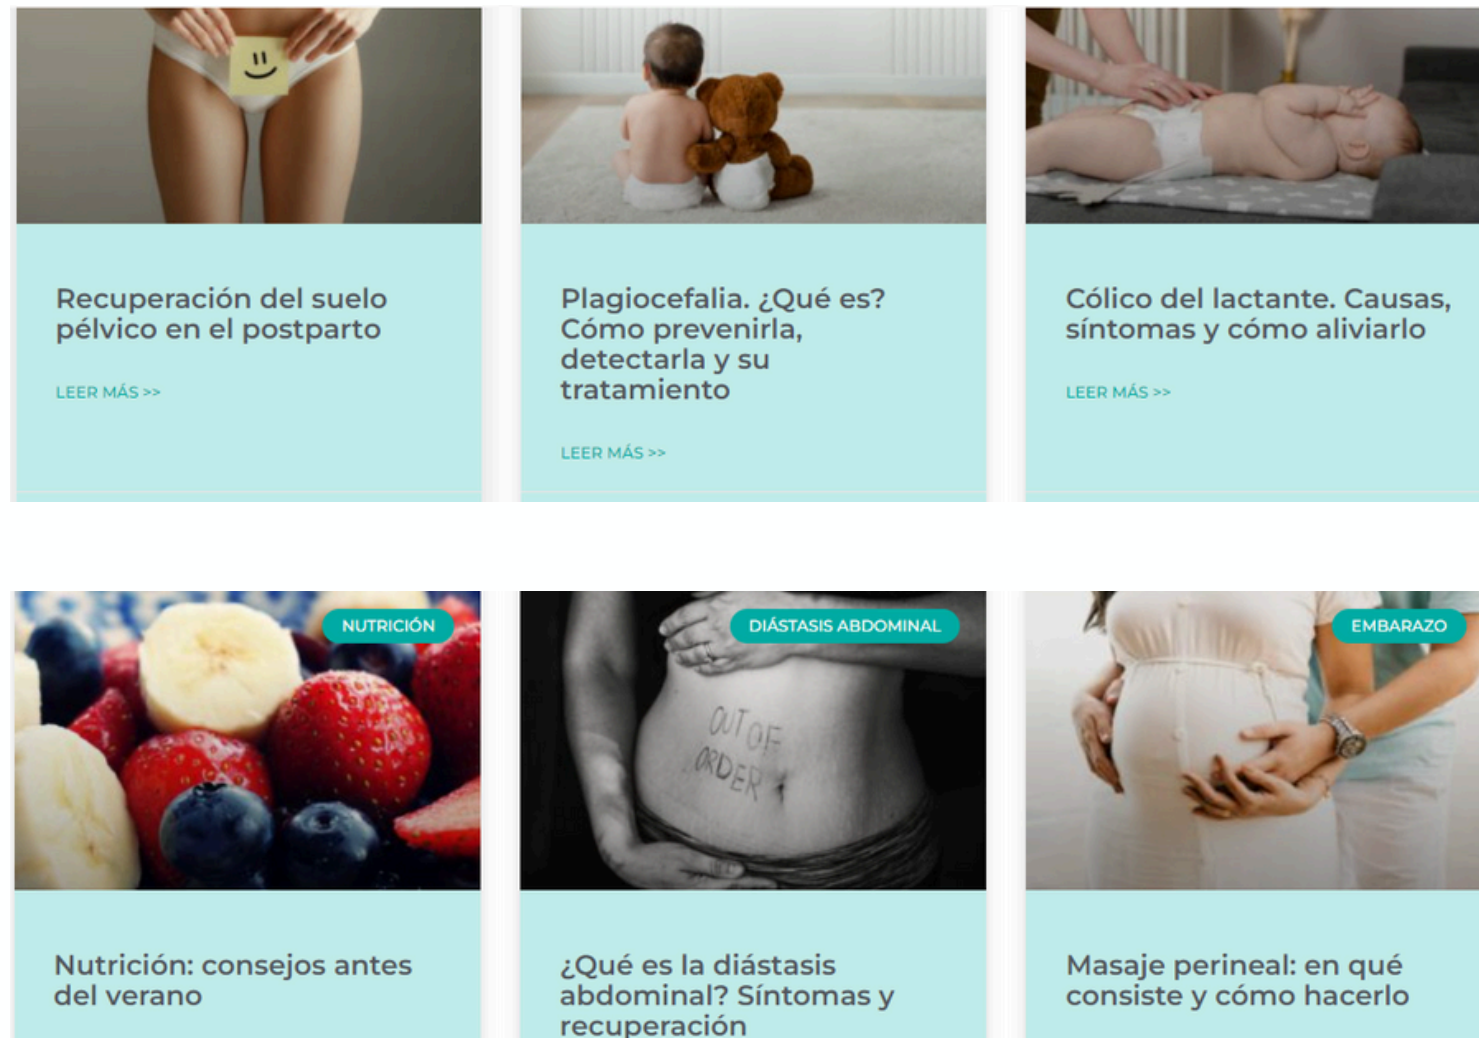 Recuperación del suelo
pélvico en el postparto
LEER MÁS >>
Plagiocefalia. ¿Qué es?
Cómo prevenirla,
detectarla y su
tratamiento
LEER MÁS >>
Cólico del lactante. Causas,
síntomas y cómo aliviarlo
LEER MÁS >>
NUTRICIÓN
Nutrición: consejos antes
del verano
DIÁSTASIS ABDOMINAL
OUT OF
ORDER
¿Qué es la diástasis
abdominal? Síntomas y
recuperación
EMBARAZO
Masaje perineal: en qué
consiste y cómo hacerlo